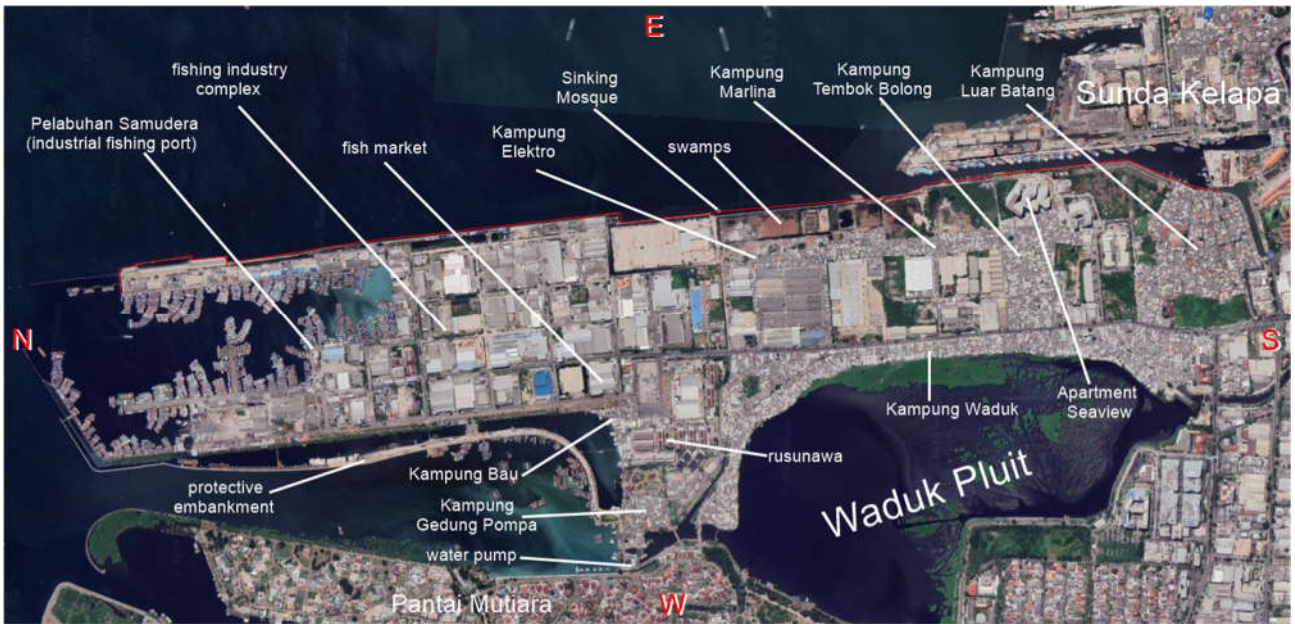 E
fishing industry
complex
Sinking
Mosque
Kampung
Marlina
Kampung
Tembok Bolong
Kampung
Luar Batang
Sunda Kelapa
Pelabuhan Samudera
(industrial fishing port)
fish market
Kampung
Elektro
swamps
N
S
Kampung Waduk
Apartment
Seaview
Kampung Bau
rusunawa
protective
embankment
Kampung
Gedung Pompa
Waduk Pluit
water pump
Pantai Mutiara
W